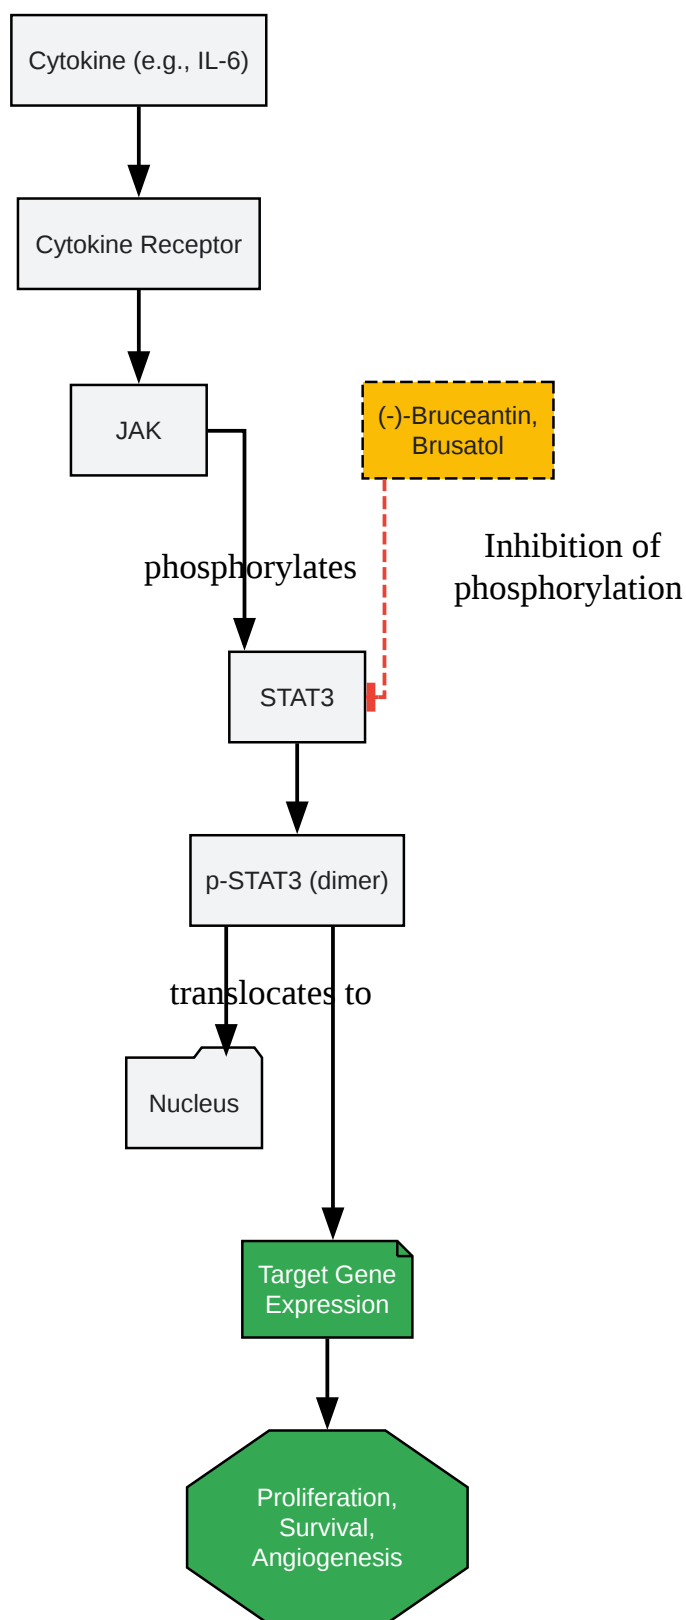 Cytokine (e.g., IL-6)
Cytokine Receptor
JAK
(-)-Bruceantin,
Brusatol
phosphorylates
Inhibition of
phosphorylation
STAT3
p-STAT3 (dimer)
translocates to
Nucleus
Target Gene
Expression
Proliferation,
Survival,
Angiogenesis